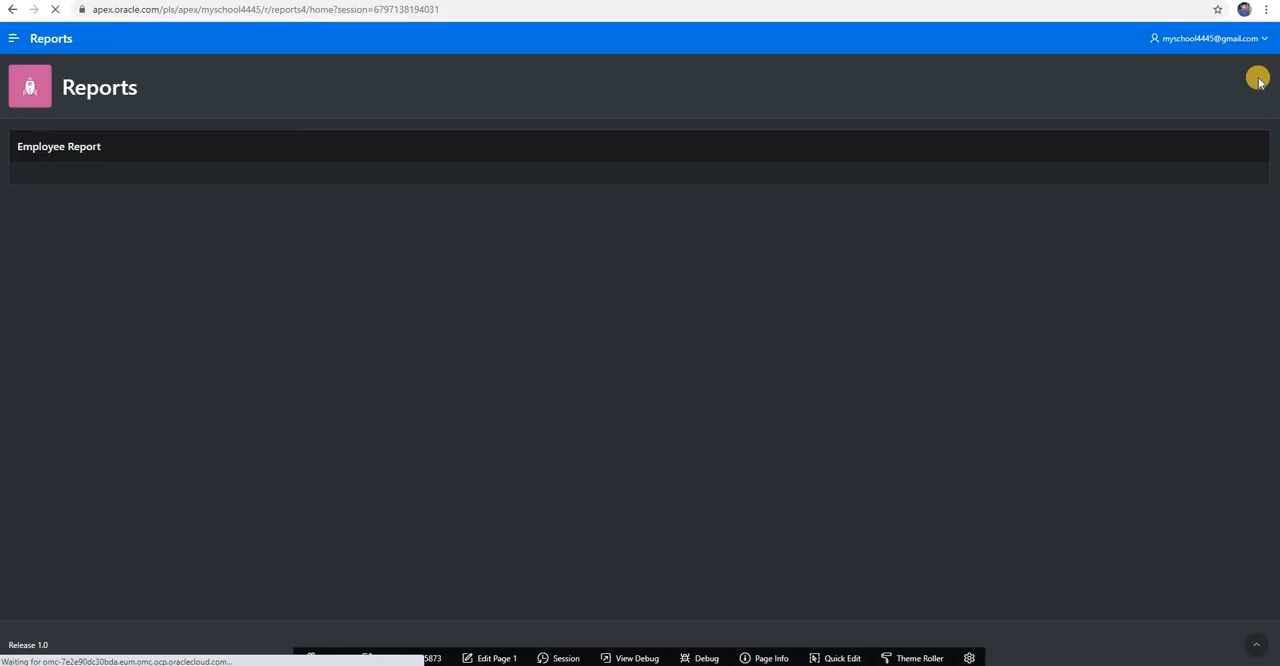 apex.oracle.com/pls/apex/myschool4445/r/reports4/home?session=6797138194031
Reports
myschool4445@gmail.com
Reports
Employee Report
Release 1.0
Waiting for omc-7e2e90dc30bda.eum.omc.ocp.oraclecloud.com...
5873 Edit Page 1 Session View Debug Debug Page Info Quick Edit Theme Roller